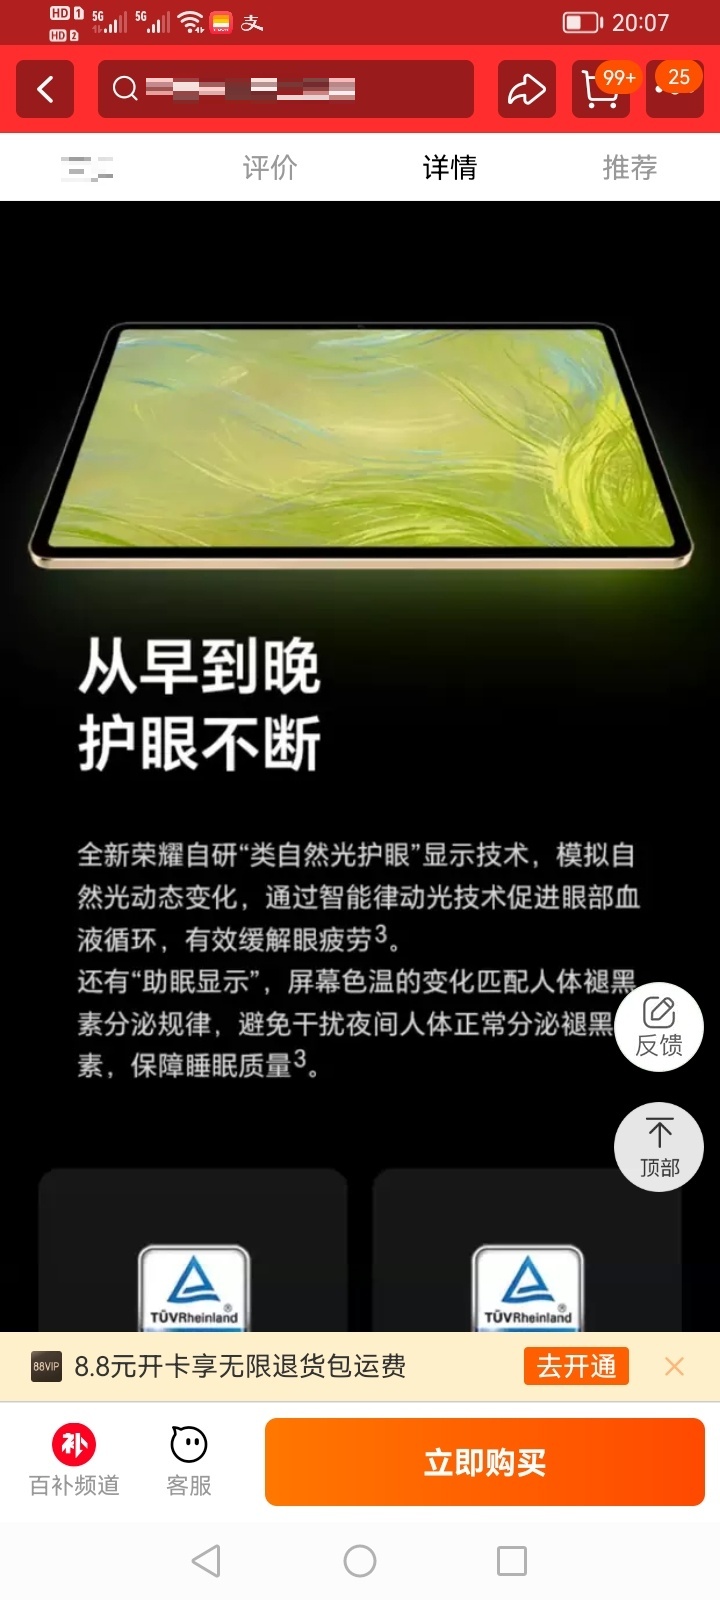 HD 1 5G 5G 支 20:07
HD 2
99+ 25
评价 详情 推荐
从早到晚
护眼不断
全新荣耀自研“类自然光护眼”显示技术，模拟自
然光动态变化，通过智能律动光技术促进眼部血
液循环，有效缓解眼疲劳3。
还有“助眠显示”，屏幕色温的变化匹配人体褪黑
素分泌规律，避免干扰夜间人体正常分泌褪黑
素，保障睡眠质量3。
反馈
顶部
TÜVRheinland® TÜVRheinland®
88VIP 8.8元开卡享无限退货包运费 去开通
补
百补频道 客服 立即购买